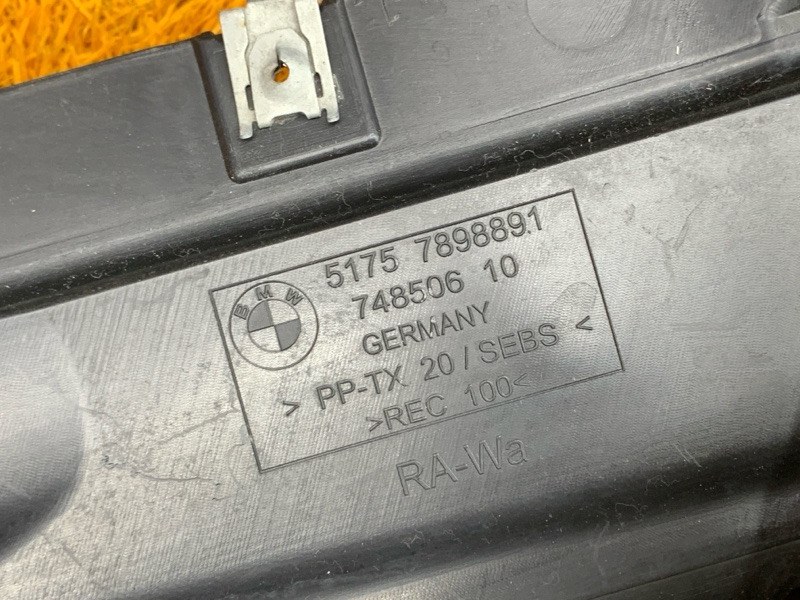 BMW
5175 7898891
748506 10
GERMANY
> PP-TX 20 / SEBS <
>REC 100<
RA-Wa